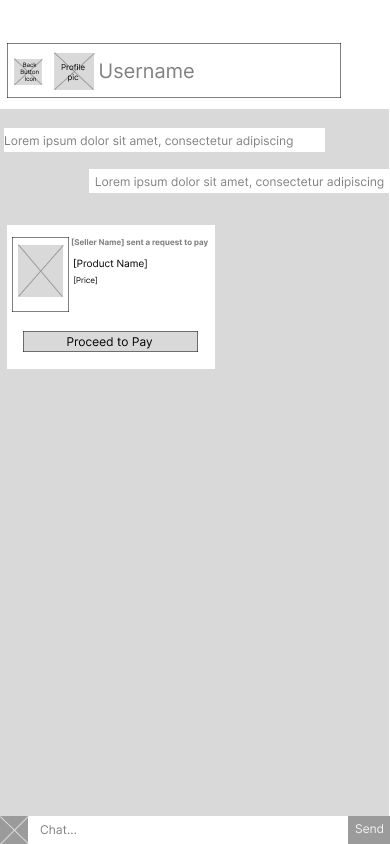 Back
Button
Icon
Profile
pic
Username
Lorem ipsum dolor sit amet, consectetur adipiscing
Lorem ipsum dolor sit amet, consectetur adipiscing
[Seller Name] sent a request to pay
[Product Name]
[Price]
Proceed to Pay
Chat...
Send